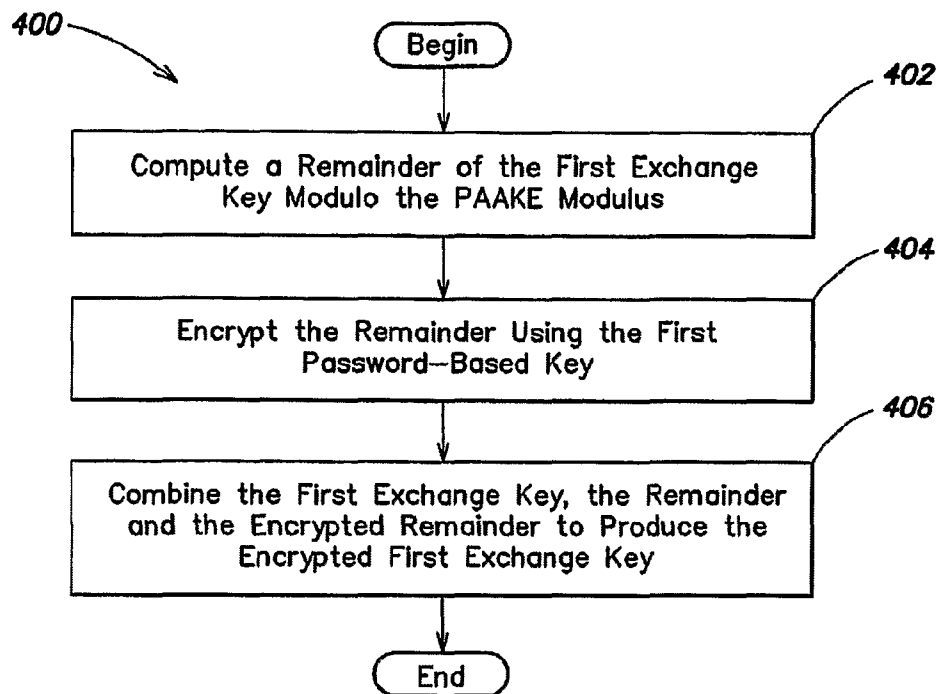 400
Begin
402
Compute a Remainder of the First Exchange
Key Modulo the PAAKE Modulus
404
Encrypt the Remainder Using the First
Password-Based Key
406
Combine the First Exchange Key, the Remainder
and the Encrypted Remainder to Produce the
Encrypted First Exchange Key
End